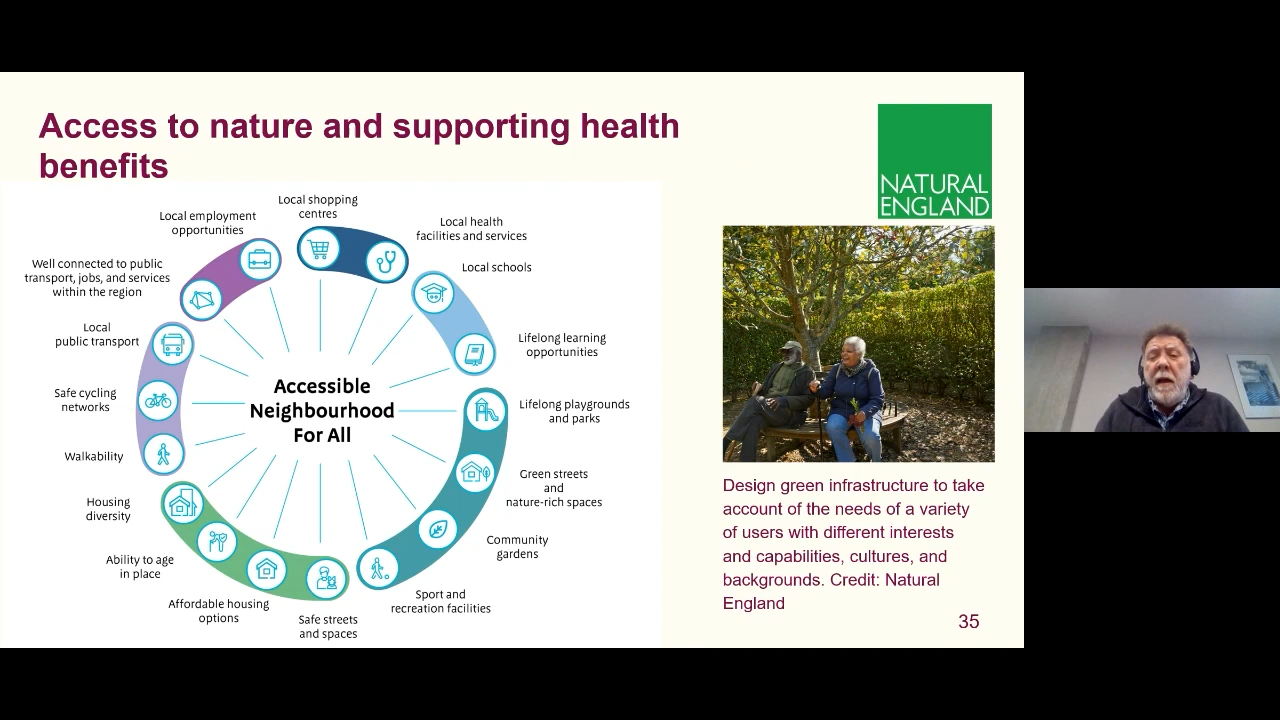 Access to nature and supporting health
benefits
NATURAL
ENGLAND
Local shopping
centres
Local health
facilities and services
Local schools
Lifelong learning
opportunities
Lifelong playgrounds
and parks
Green streets
and
nature-rich spaces
Community
gardens
Sport and
recreation facilities
Safe streets
and spaces
Affordable housing
options
Ability to age
in place
Housing
diversity
Walkability
Safe cycling
networks
Local
public transport
Well connected to public
transport, jobs, and services
within the region
Local employment
opportunities
Accessible
Neighbourhood
For All
Design green infrastructure to take
account of the needs of a variety
of users with different interests
and capabilities, cultures, and
backgrounds. Credit: Natural
England
35